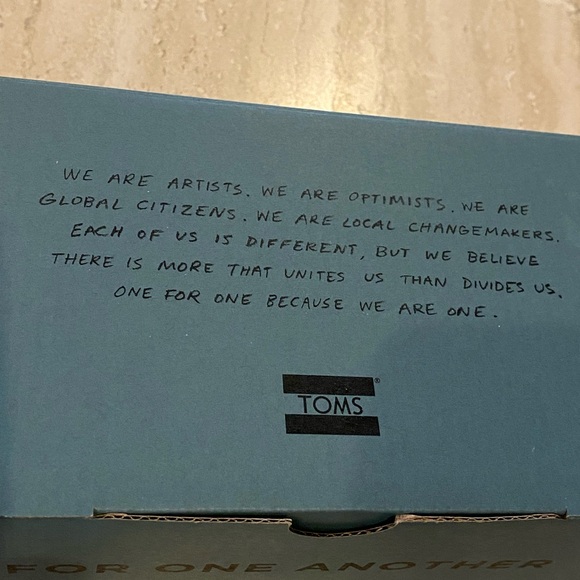 WE ARE ARTISTS. WE ARE OPTIMISTS. WE ARE
GLOBAL CITIZENS. WE ARE LOCAL CHANGEMAKERS.
EACH OF US IS DIFFERENT, BUT WE BELIEVE
THERE IS MORE THAT UNITES US THAN DIVIDES US.
ONE FOR ONE BECAUSE WE ARE ONE.
TOMS®
FOR ONE ANOTHER